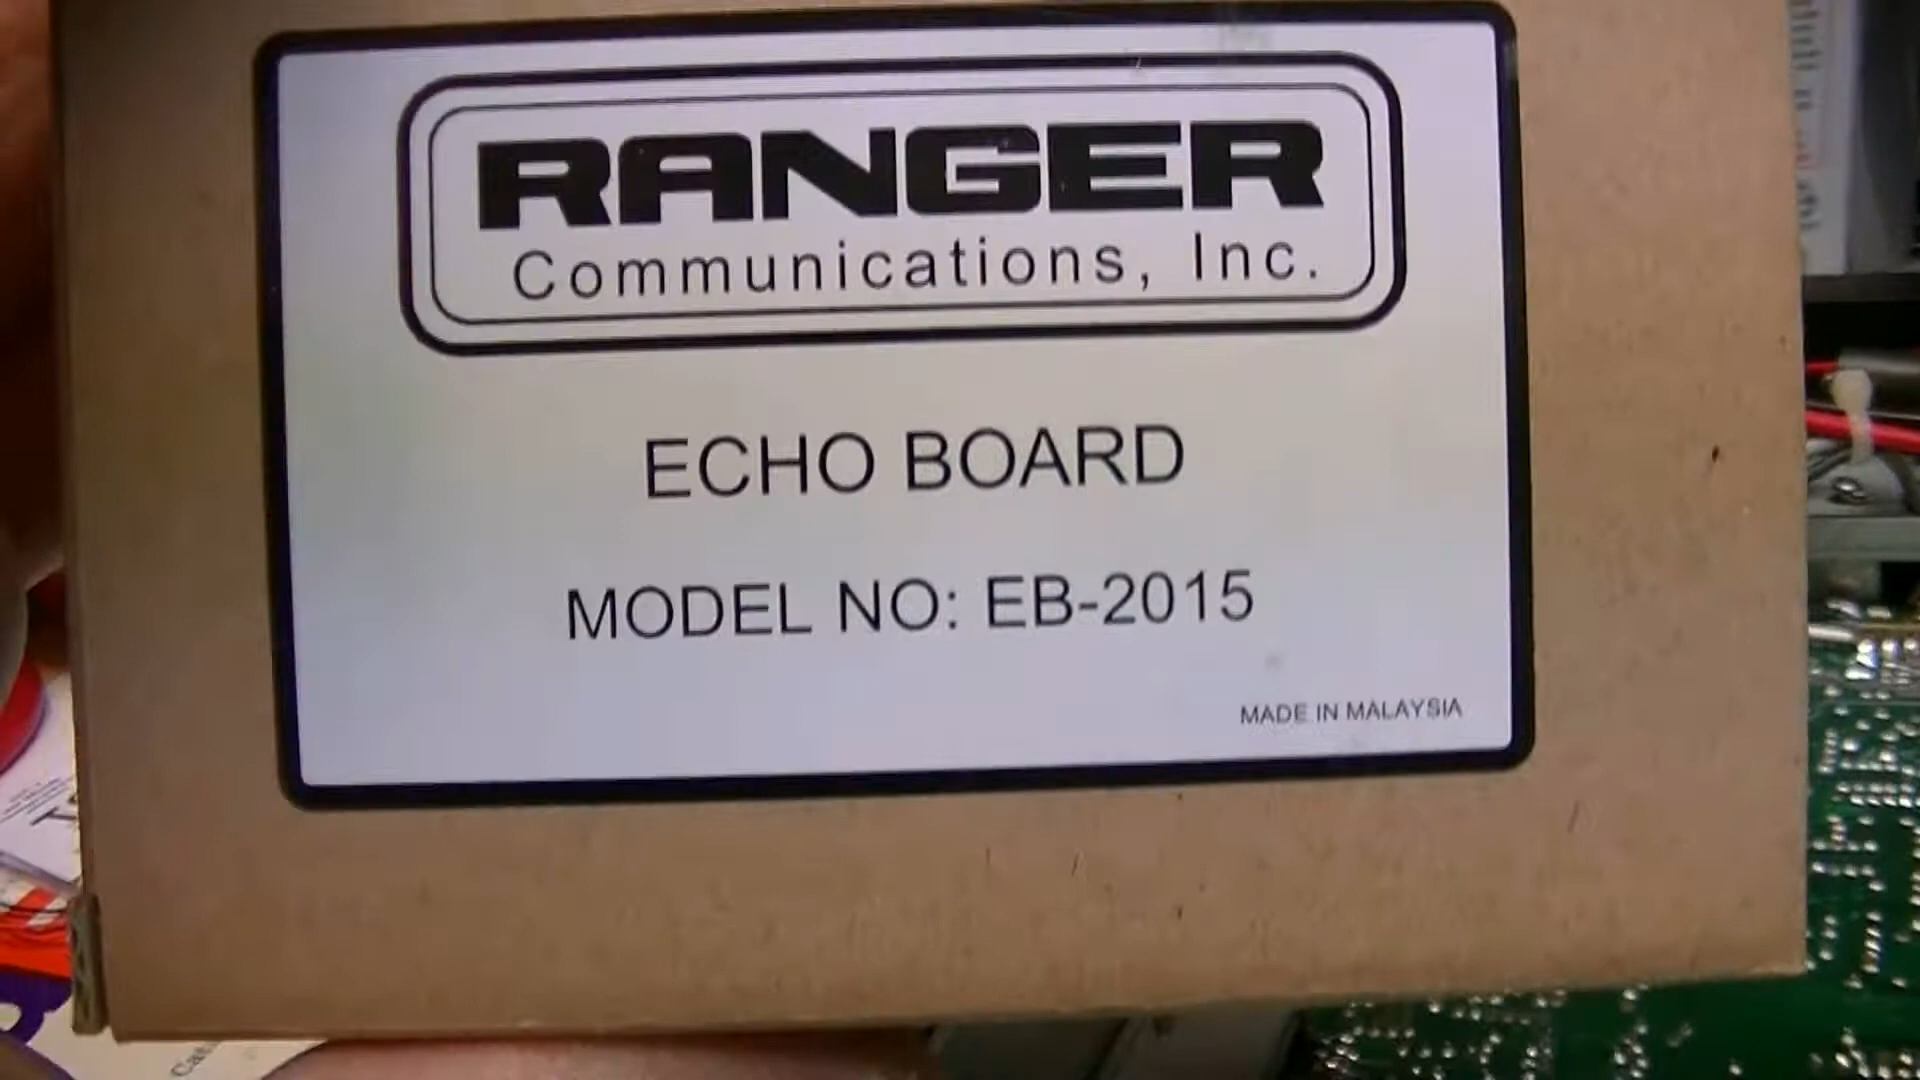 RANGER
Communications, Inc.
ECHO BOARD
MODEL NO: EB-2015
MADE IN MALAYSIA